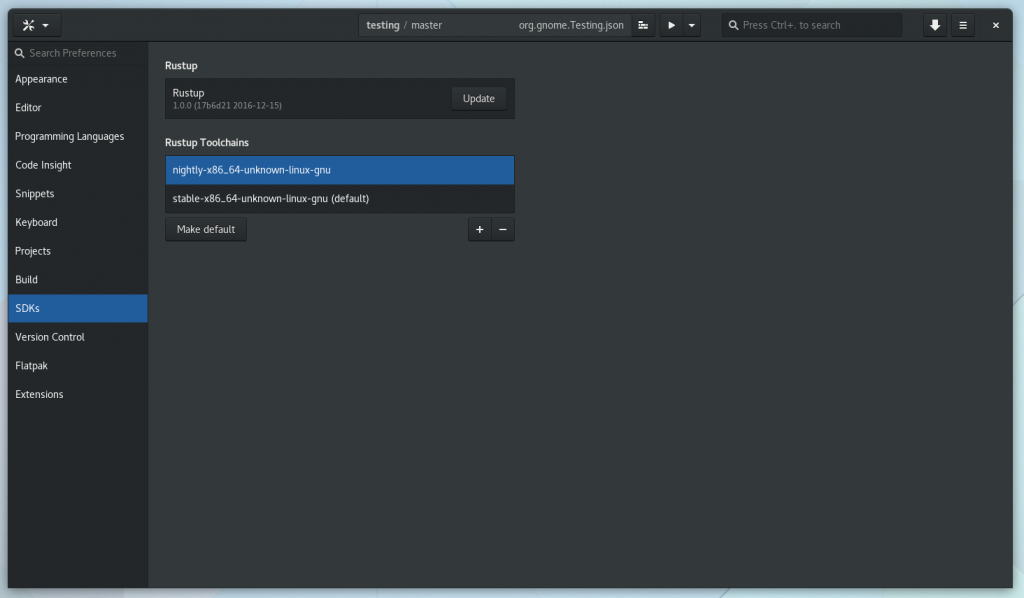 testing / master org.gnome.Testing.json
Press Ctrl+. to search
Search Preferences
Appearance
Editor
Programming Languages
Code Insight
Snippets
Keyboard
Projects
Build
SDKs
Version Control
Flatpak
Extensions
Rustup
Rustup
1.0.0 (17b6d21 2016-12-15)
Update
Rustup Toolchains
nightly-x86_64-unknown-linux-gnu
stable-x86_64-unknown-linux-gnu (default)
Make default